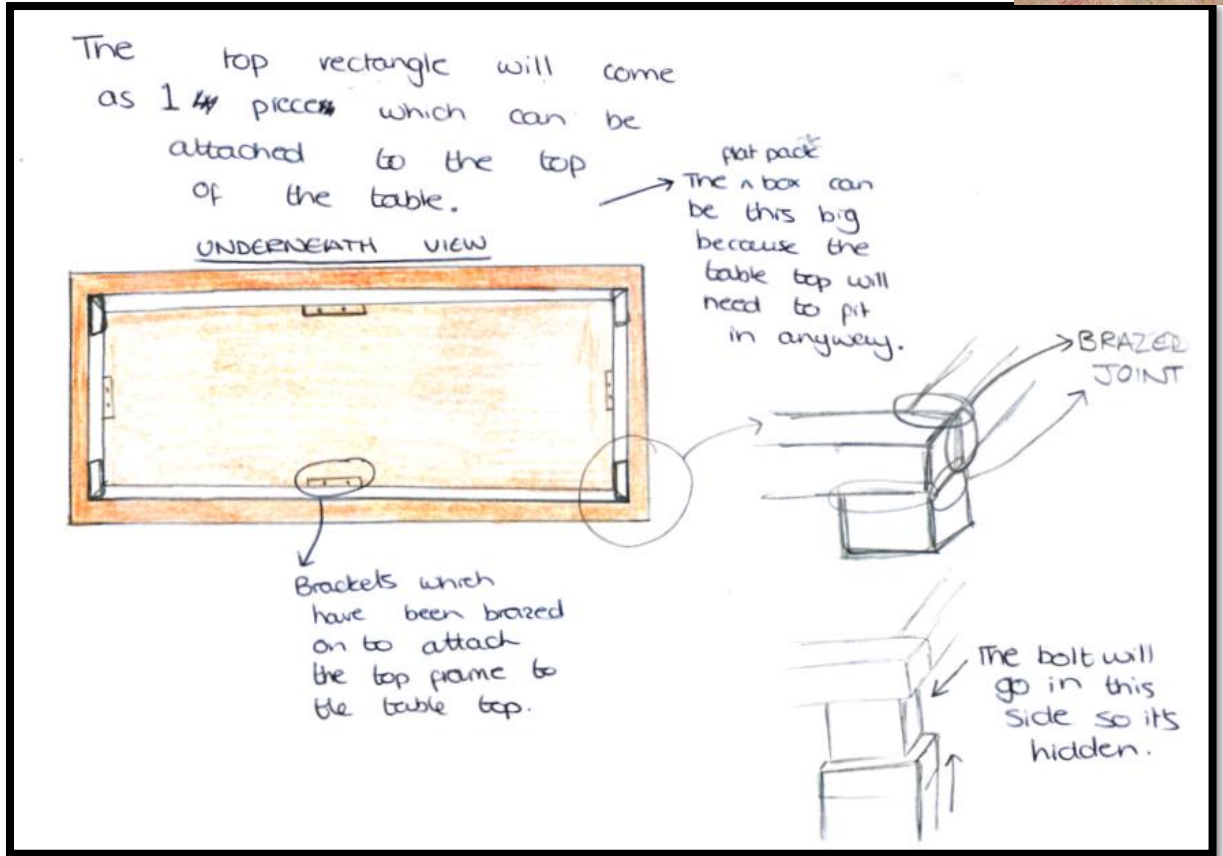 The top rectangle will come
as 1 piece which can be
attached to the top
of the table.
flat pack
The ^ box can
be this big
because the
table top will
need to fit
in anyway.
UNDERNEATH VIEW
BRAZED
JOINT
Brackets which
have been brazed
on to attach
the top frame to
the table top.
The bolt will
go in this
side so it's
hidden.